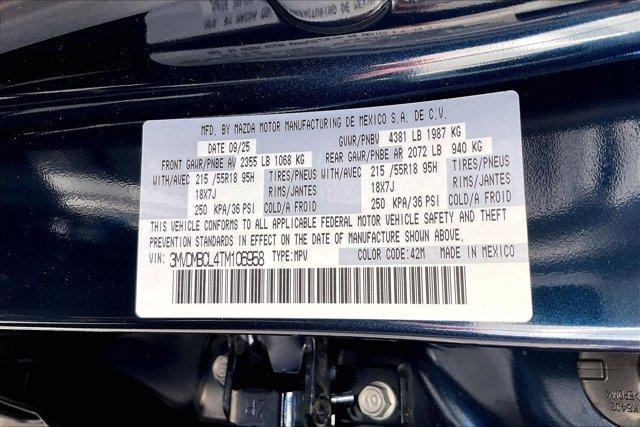 MFG. BY MAZDA MOTOR MANUFACTURING DE MEXICO S.A. DE C.V.
DATE 09/25 GVWR/PNBV 4381 LB 1987 KG
FRONT GAWR/PNBE AV 2355 LB 1068 KG REAR GAWR/PNBE AR 2072 LB 940 KG
WITH/AVEC 215 /55R18 95H TIRES/PNEUS WITH/AVEC 215 /55R18 95H TIRES/PNEUS
18X7J RIMS/JANTES 18X7J RIMS/JANTES
250 KPA/36 PSI COLD/A FROID 250 KPA/36 PSI COLD/A FROID
THIS VEHICLE CONFORMS TO ALL APPLICABLE FEDERAL MOTOR VEHICLE SAFETY AND THEFT
PREVENTION STANDARDS IN EFFECT ON THE DATE OF MANUFACTURE SHOWN ABOVE.
VIN: 3MVDMBCL4TM106958 TYPE:MPV COLOR CODE:42M MADE IN MEXICO